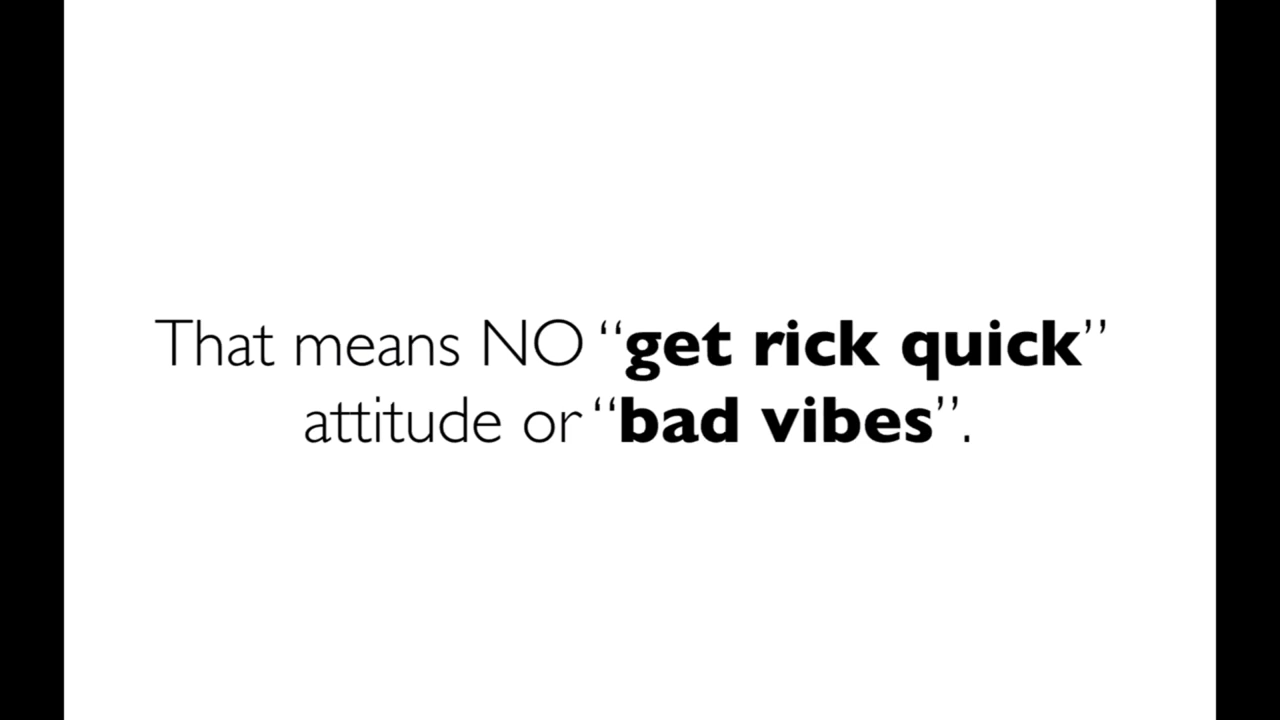 That means NO “get rick quick”
attitude or “bad vibes”.